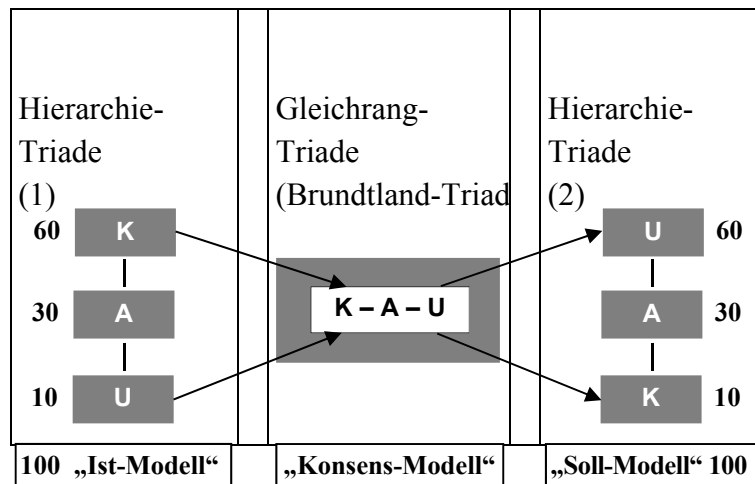 Hierarchie-
Triade
(1)
60 K
30 A
10 U
100 „Ist-Modell“
Gleichrang-
Triade
(Brundtland-Triad
K – A – U
„Konsens-Modell“
Hierarchie-
Triade
(2)
U 60
A 30
K 10
„Soll-Modell“ 100